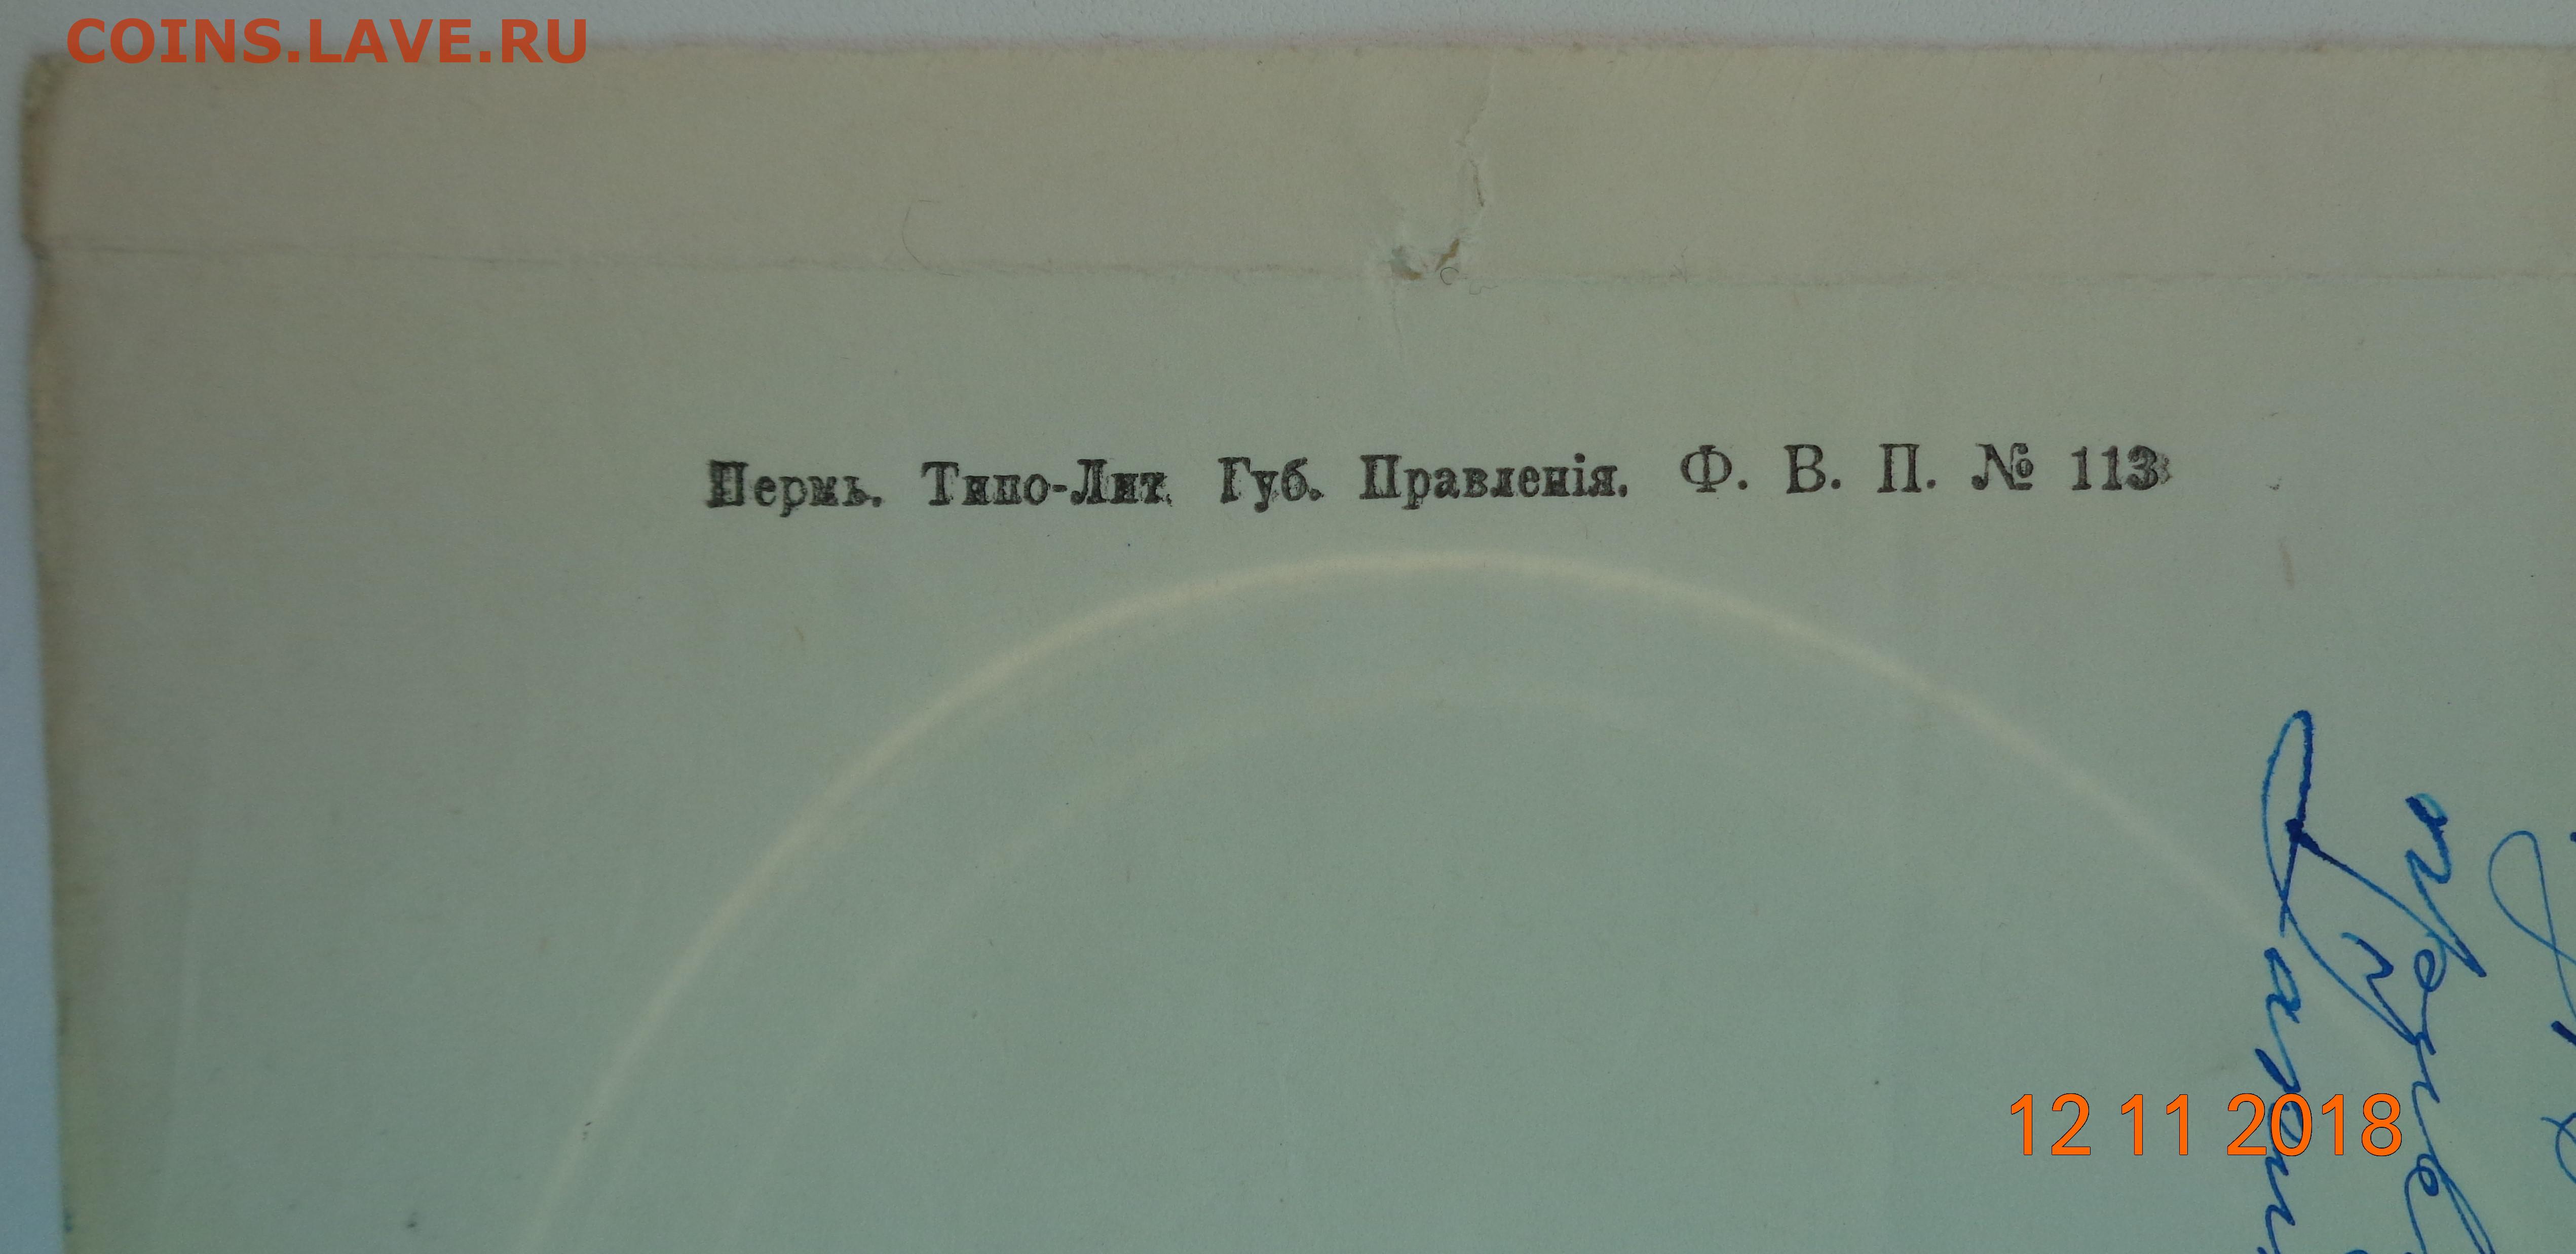 COINS.LAVE.RU
Пермь. Типо-Лит. Губ. Правленія. Ф. В. П. № 113
12 11 2018